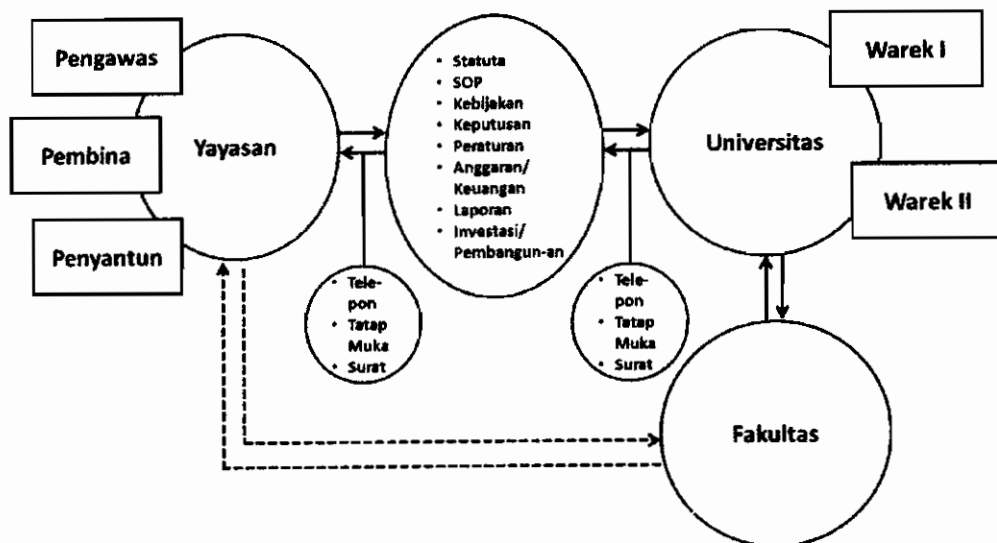 Pengawas
Pembina
Penyantun
Yayasan
• Statuta
• SOP
• Kebijakan
• Keputusan
• Peraturan
• Anggaran/
Keuangan
• Laporan
• Investasi/
Pembangun-an
• Tele-
pon
• Tatap
Muka
• Surat
• Tele-
pon
• Tatap
Muka
• Surat
Universitas
Warek I
Warek II
Fakultas